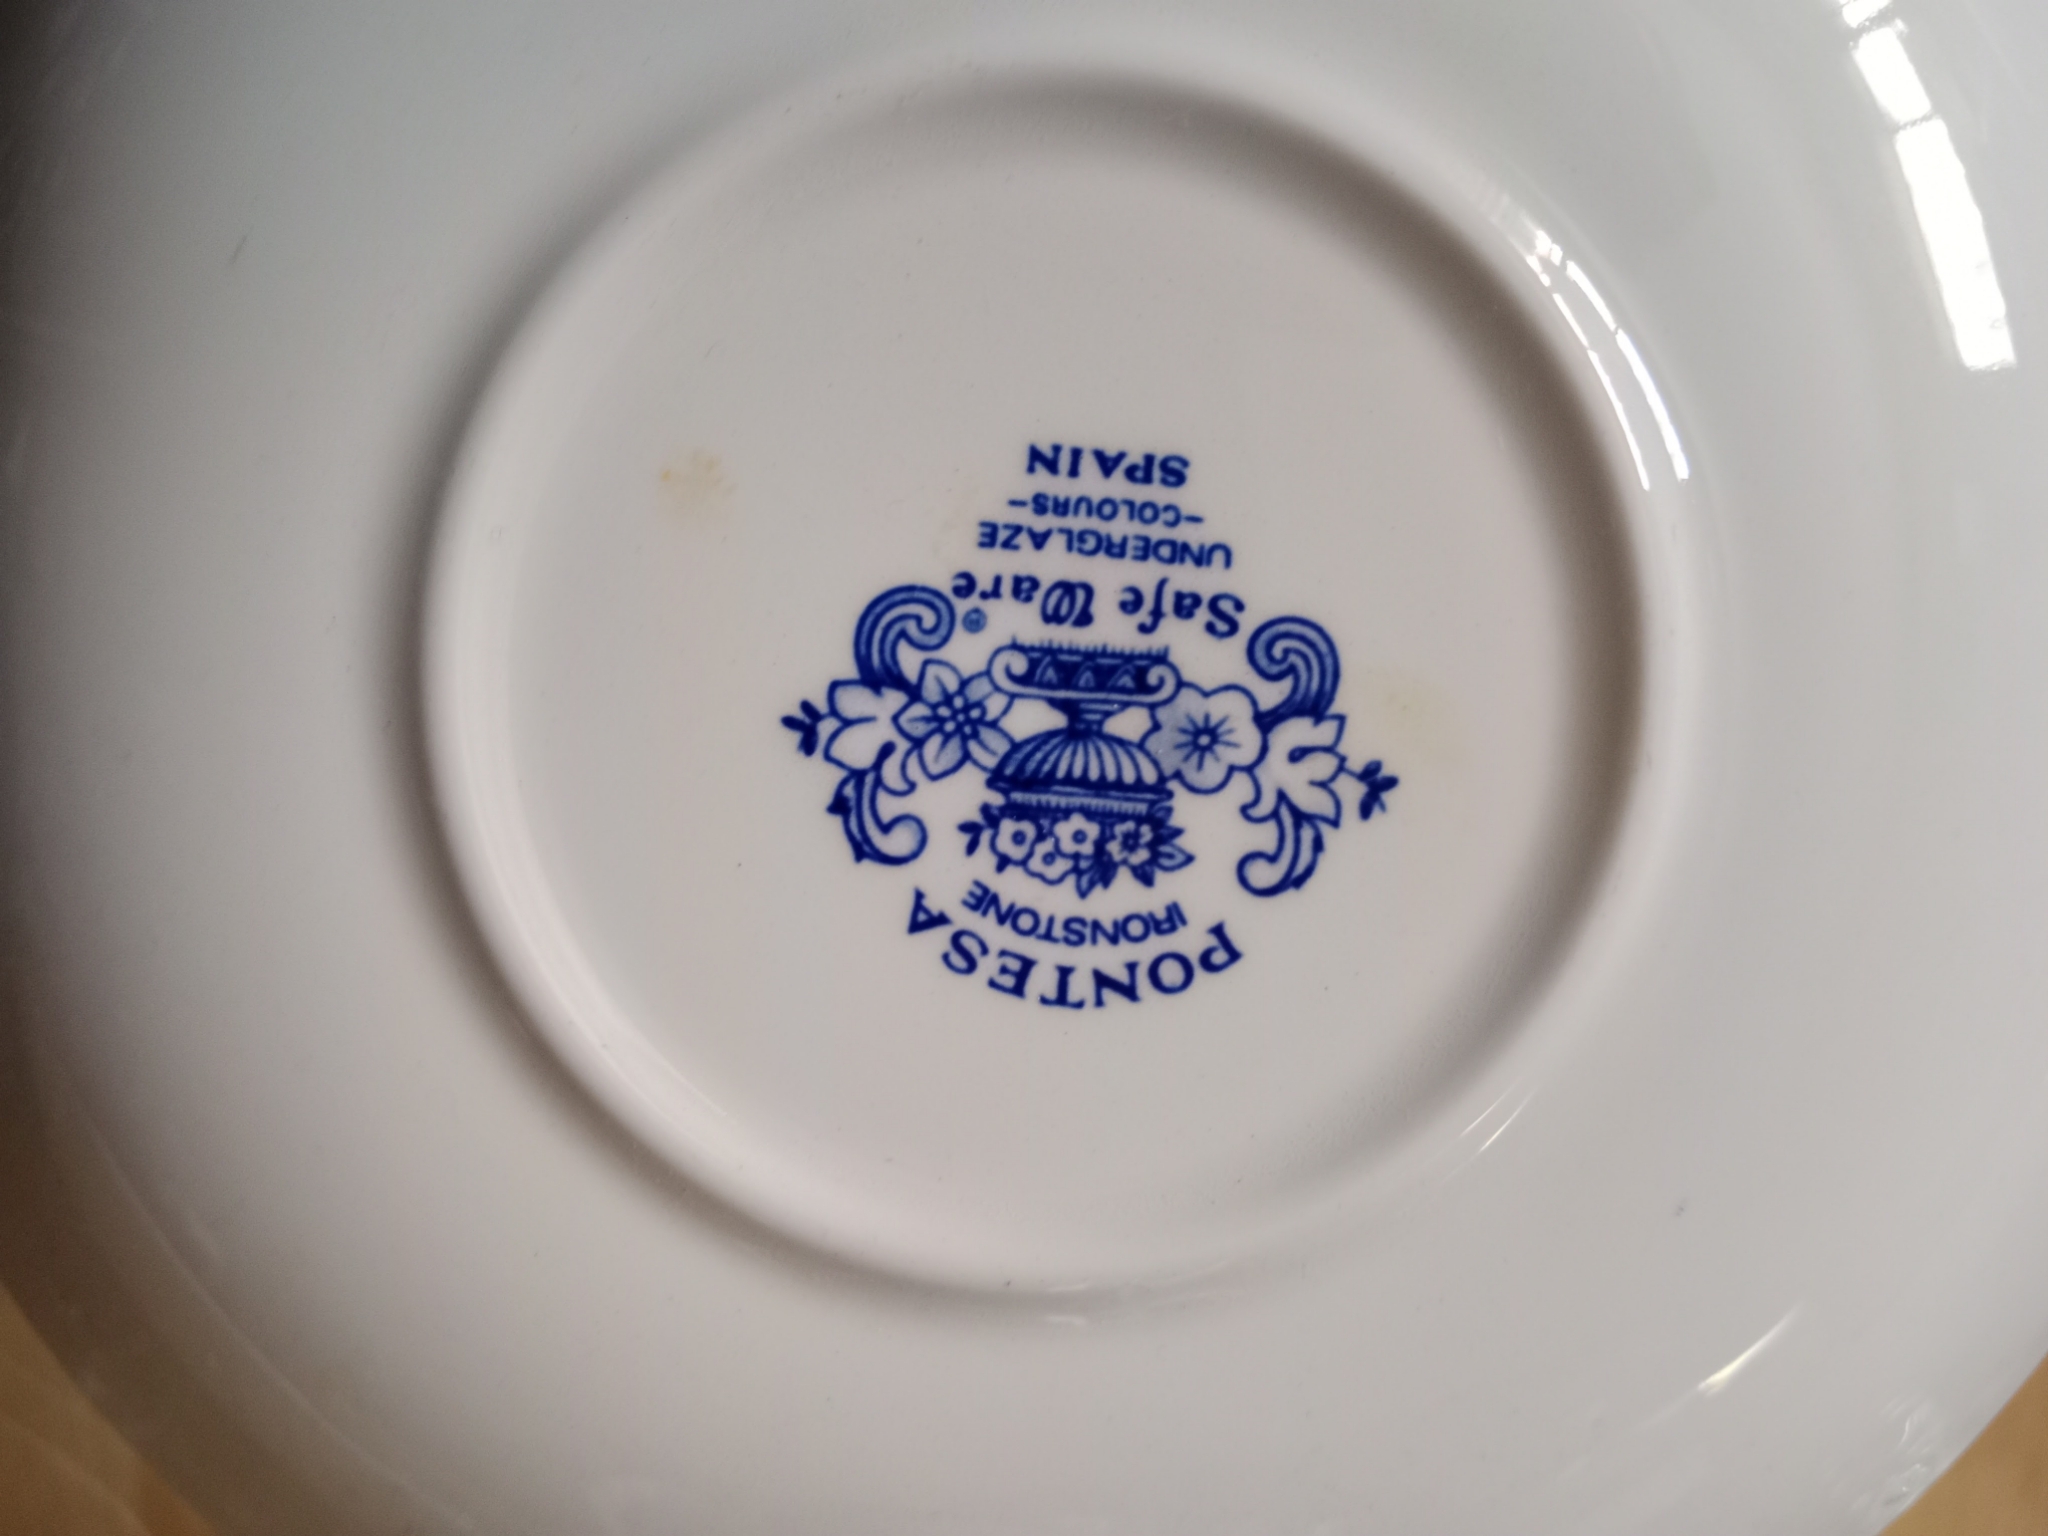 PONTESA
IRONSTONE
Safe Ware ®
UNDERGLAZE
-COLOURS-
SPAIN